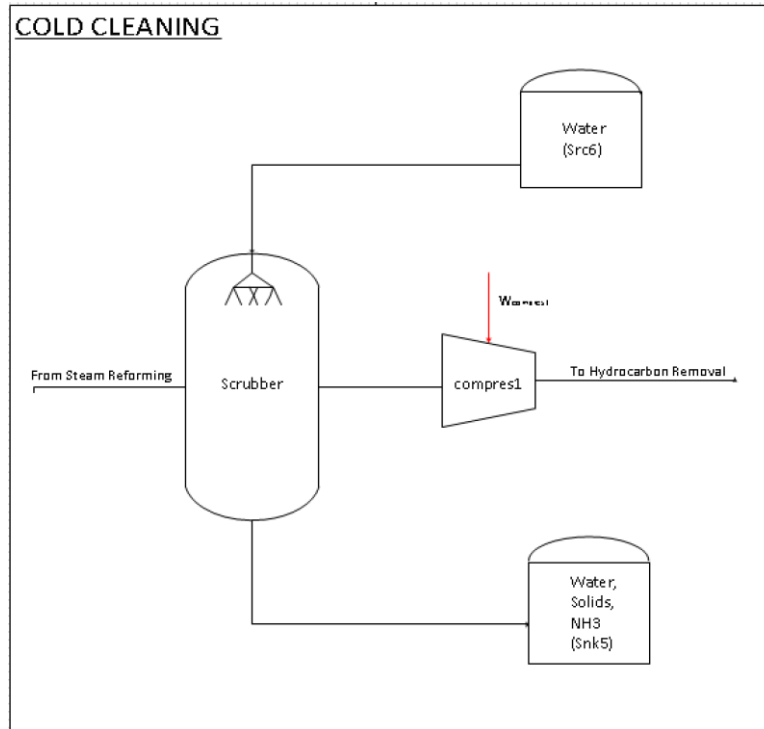 COLD CLEANING
Water
(Src6)
From Steam Reforming
Scrubber
compres1
To Hydrocarbon Removal
Water,
Solids,
NH3
(Snk5)